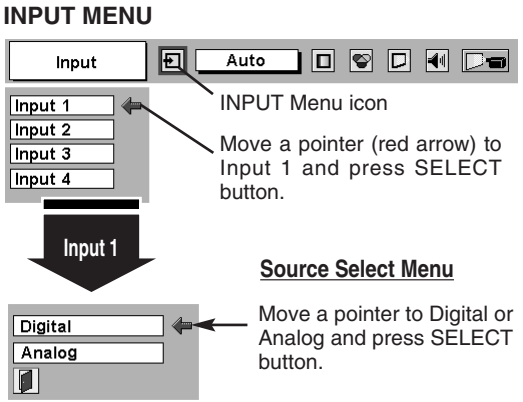 INPUT MENU
Input Auto
INPUT Menu icon
Input 1
Input 2
Input 3
Input 4
Move a pointer (red arrow) to
Input 1 and press SELECT
button.
Input 1
Source Select Menu
Digital
Analog
Move a pointer to Digital or
Analog and press SELECT
button.